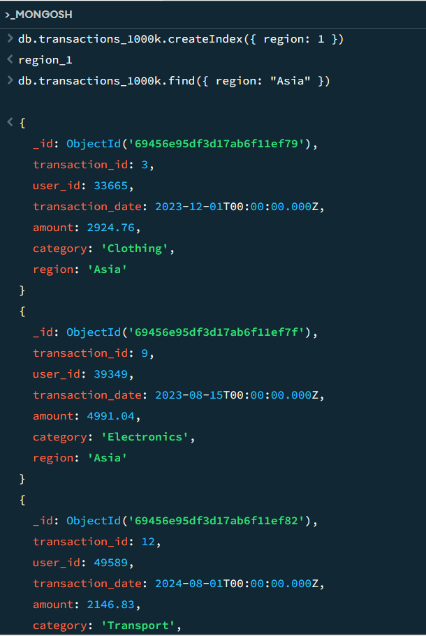 >_MONGOSH
> db.transactions_1000k.createIndex({ region: 1 })
< region_1
> db.transactions_1000k.find({ region: "Asia" })
< {
_id: ObjectId('69456e95df3d17ab6f11ef79'),
transaction_id: 3,
user_id: 33665,
transaction_date: 2023-12-01T00:00:00.000Z,
amount: 2924.76,
category: 'Clothing',
region: 'Asia'
}
{
_id: ObjectId('69456e95df3d17ab6f11ef7f'),
transaction_id: 9,
user_id: 39349,
transaction_date: 2023-08-15T00:00:00.000Z,
amount: 4991.04,
category: 'Electronics',
region: 'Asia'
}
{
_id: ObjectId('69456e95df3d17ab6f11ef82'),
transaction_id: 12,
user_id: 49589,
transaction_date: 2024-08-01T00:00:00.000Z,
amount: 2146.83,
category: 'Transport',